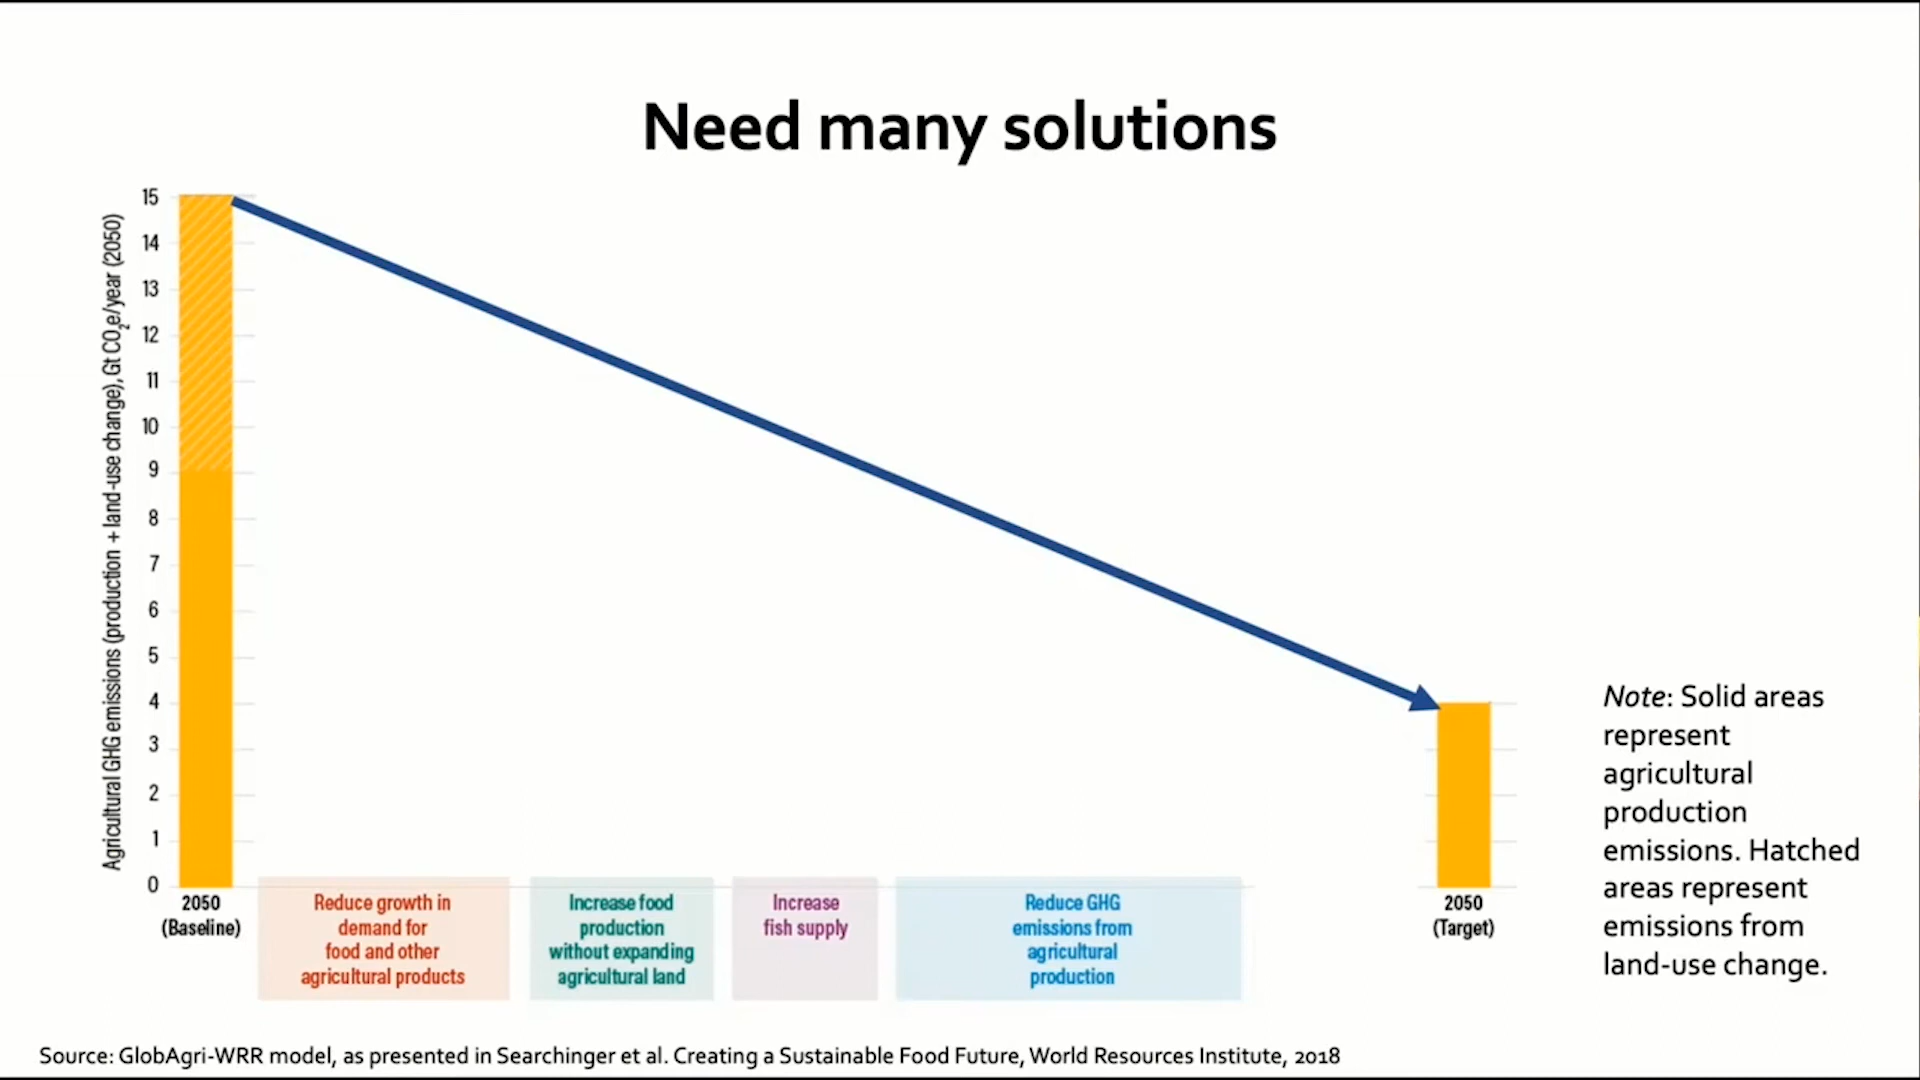 Need many solutions
Agricultural GHG emissions (production + land-use change), Gt CO₂e/year (2050)
15
14
13
12
11
10
9
8
7
6
5
4
3
2
1
0
2050
(Baseline)
Reduce growth in
demand for
food and other
agricultural products
Increase food
production
without expanding
agricultural land
Increase
fish supply
Reduce GHG
emissions from
agricultural
production
2050
(Target)
Note: Solid areas
represent
agricultural
production
emissions. Hatched
areas represent
emissions from
land-use change.
Source: GlobAgri-WRR model, as presented in Searchinger et al. Creating a Sustainable Food Future, World Resources Institute, 2018